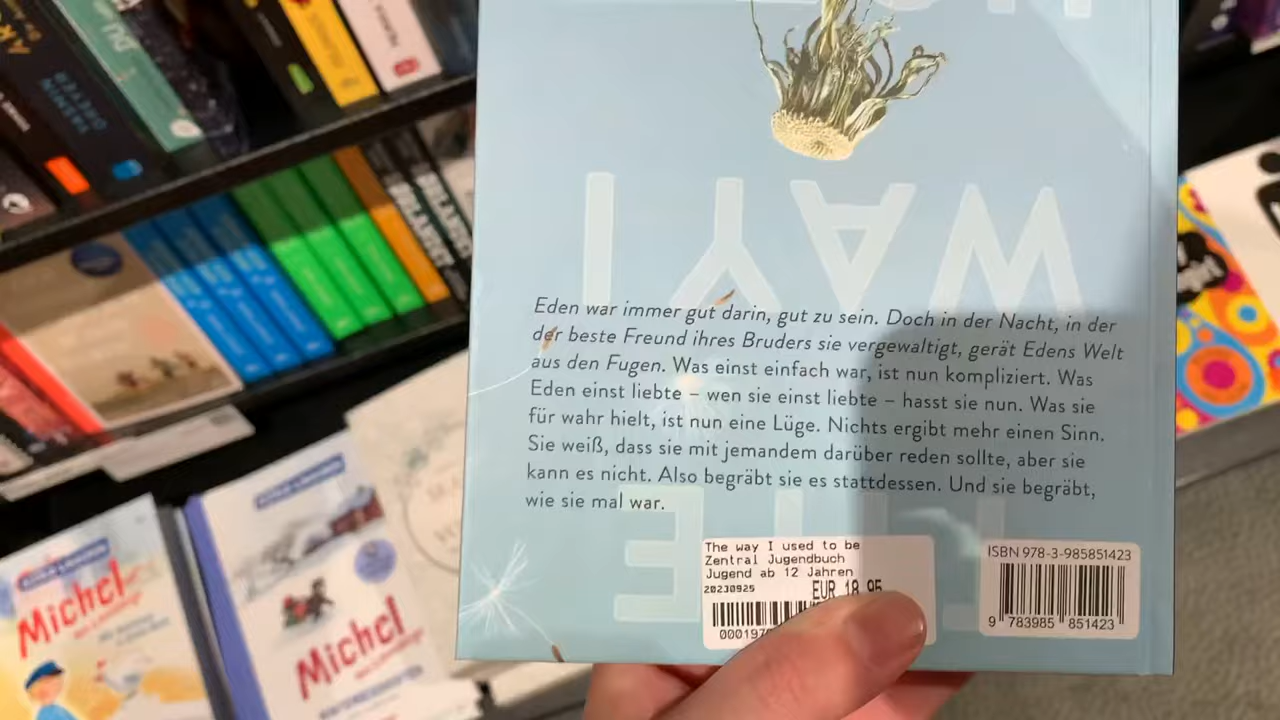 WAY I
Eden war immer gut darin, gut zu sein. Doch in der Nacht, in der
der beste Freund ihres Bruders sie vergewaltigt, gerät Edens Welt
aus den Fugen. Was einst einfach war, ist nun kompliziert. Was
Eden einst liebte – wen sie einst liebte – hasst sie nun. Was sie
für wahr hielt, ist nun eine Lüge. Nichts ergibt mehr einen Sinn.
Sie weiß, dass sie mit jemandem darüber reden sollte, aber sie
kann es nicht. Also begräbt sie es stattdessen. Und sie begräbt,
wie sie mal war.
The way I used to be
Zentral Jugendbuch
Jugend ab 12 Jahren
20230925
EUR 18,95
ISBN 978-3-985851423
9 783985 851423
Michel
Michel